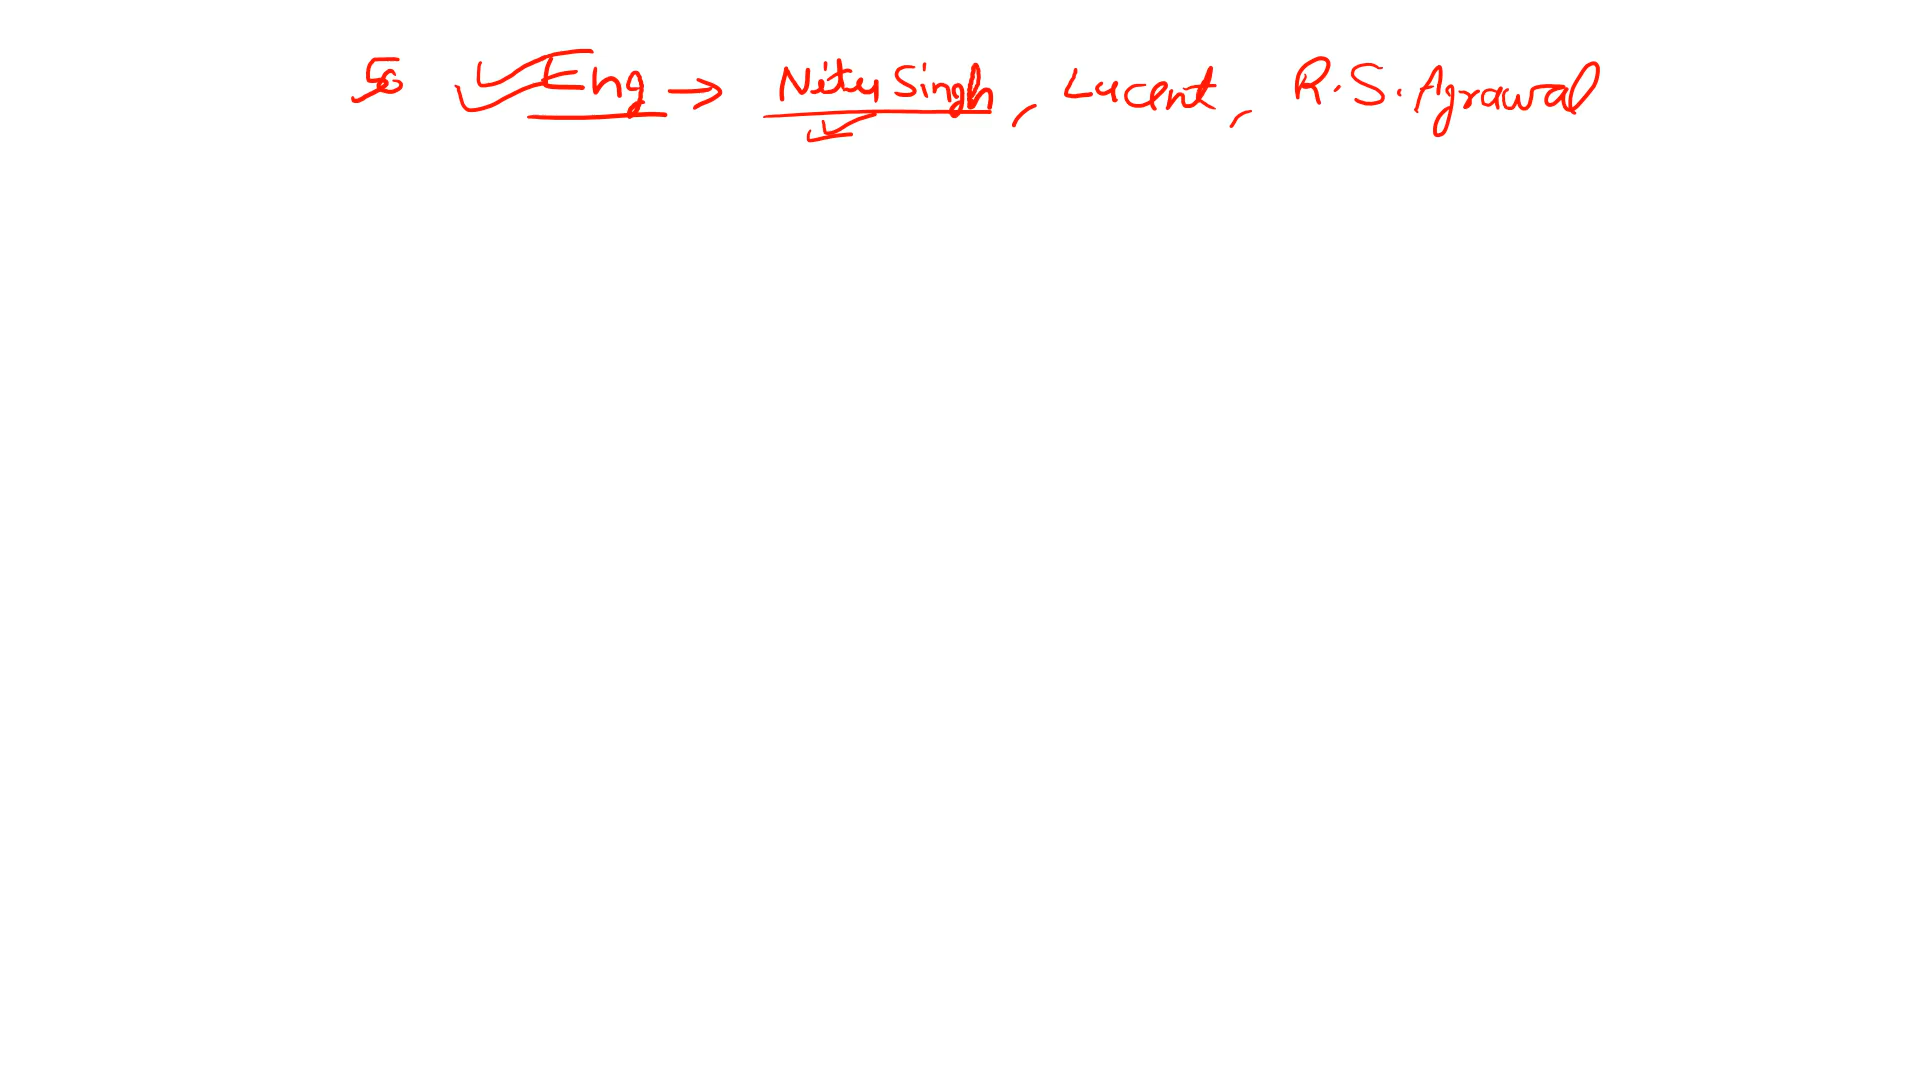 Eng → Nitu Singh, Lucent, R.S. Agrawal